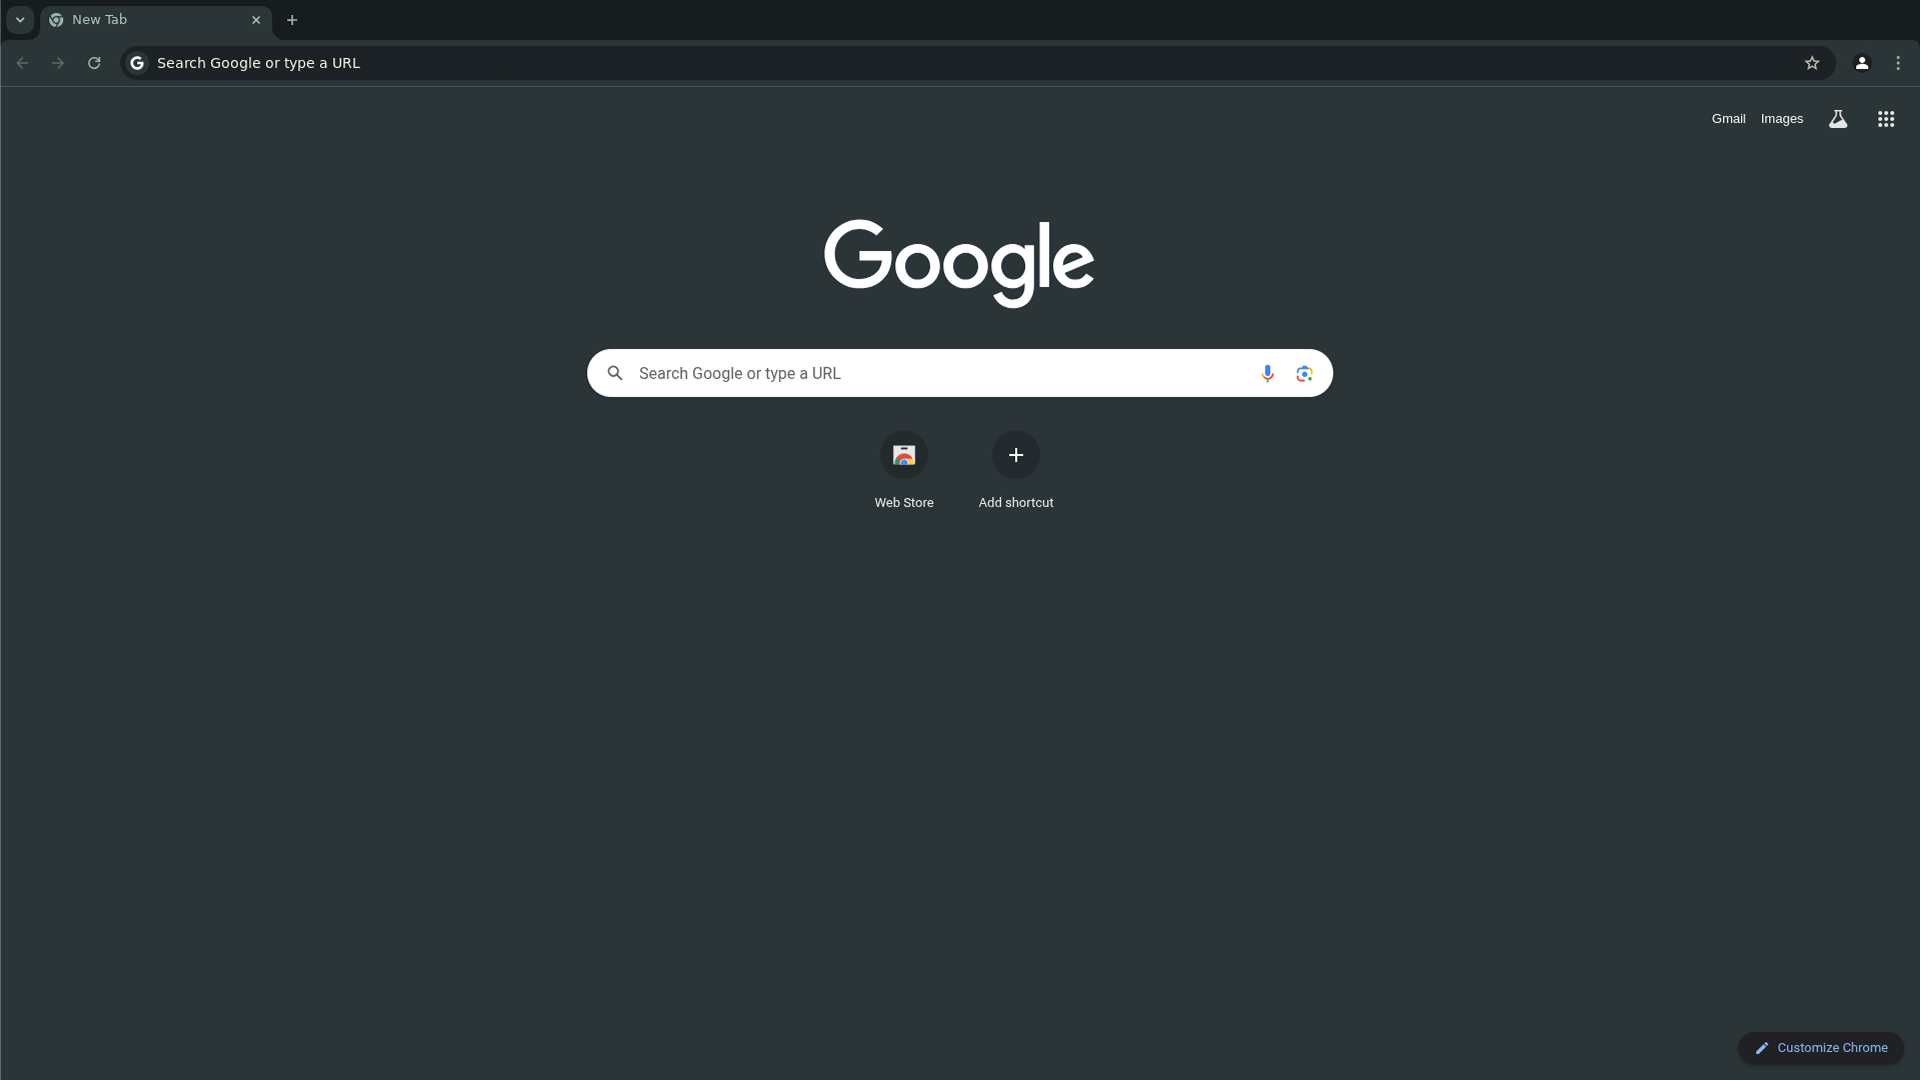 New Tab
Search Google or type a URL
Gmail Images
Google
Search Google or type a URL
Web Store Add shortcut
Customize Chrome